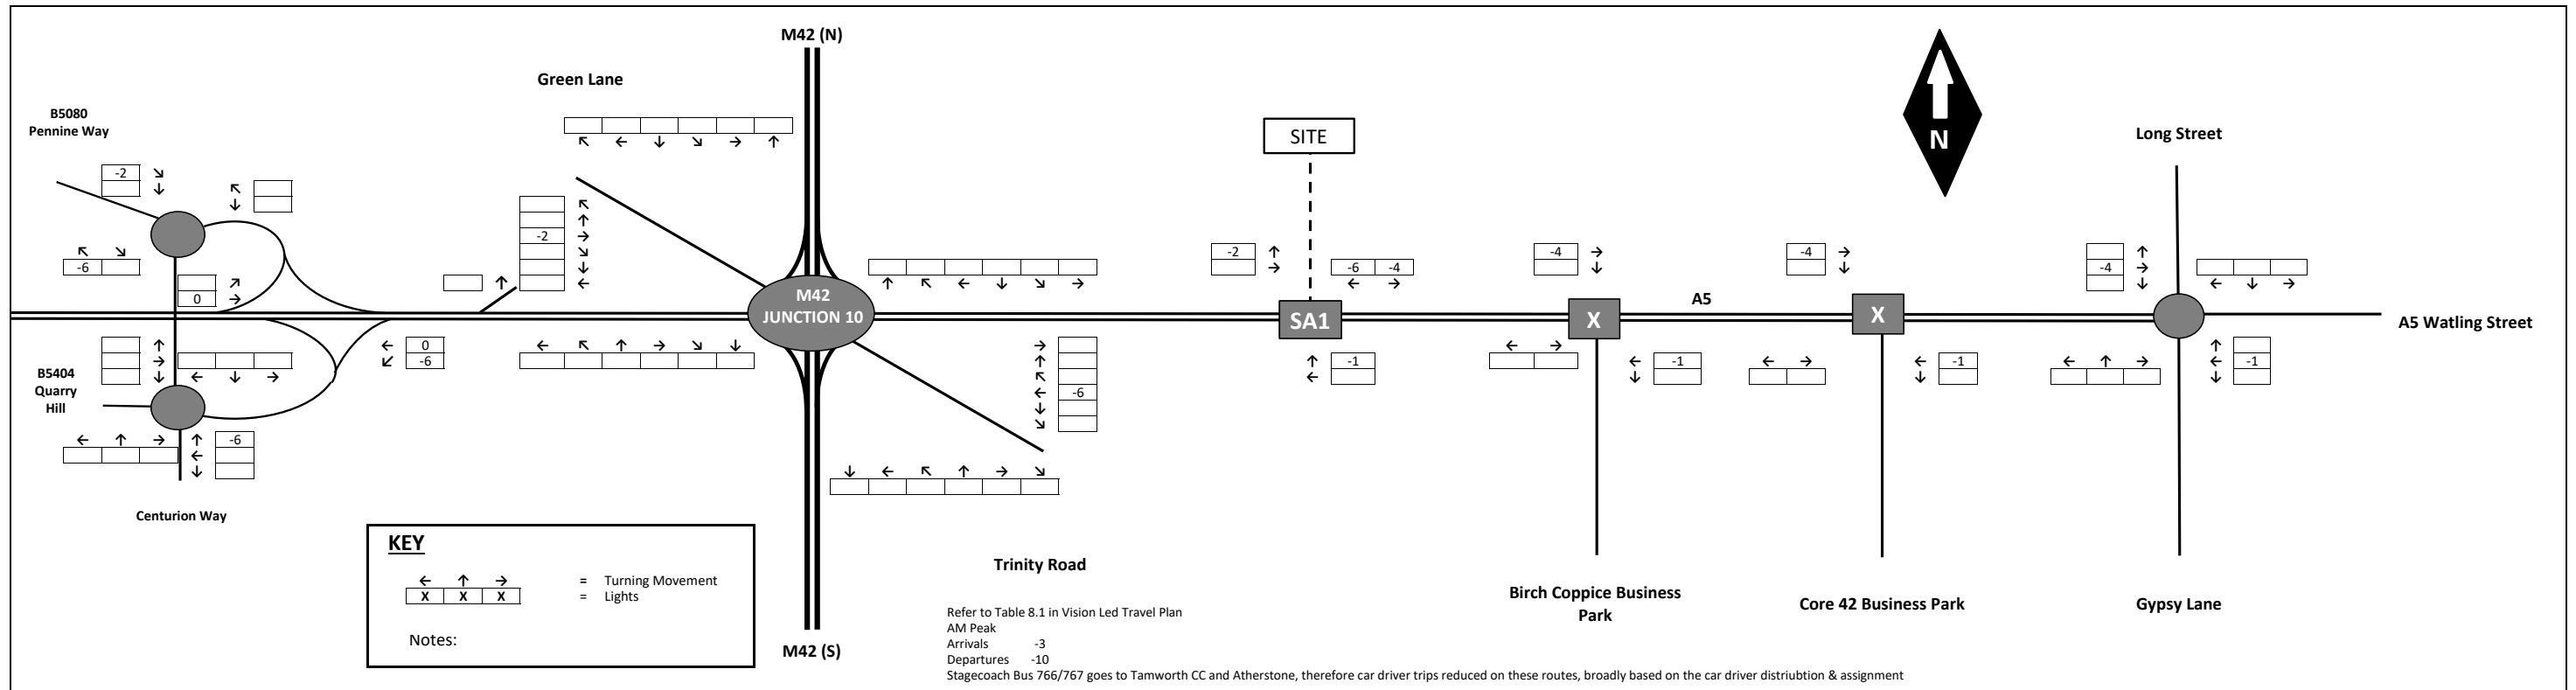 M42 (N)
Green Lane
B5080
Pennine Way
SITE
N
Long Street
-2
-2
-6
0
-2
-6 -4
-4
-4
-4
M42
JUNCTION 10
SA1
X
A5
X
A5 Watling Street
B5404
Quarry
Hill
0
-6
-6
-6
-1
-1
-1
-1
Centurion Way
KEY
= Turning Movement
X X X = Lights
Notes:
M42 (S)
Trinity Road
Birch Coppice Business
Park
Core 42 Business Park
Gypsy Lane
Refer to Table 8.1 in Vision Led Travel Plan
AM Peak
Arrivals -3
Departures -10
Stagecoach Bus 766/767 goes to Tamworth CC and Atherstone, therefore car driver trips reduced on these routes, broadly based on the car driver distriubtion & assignment